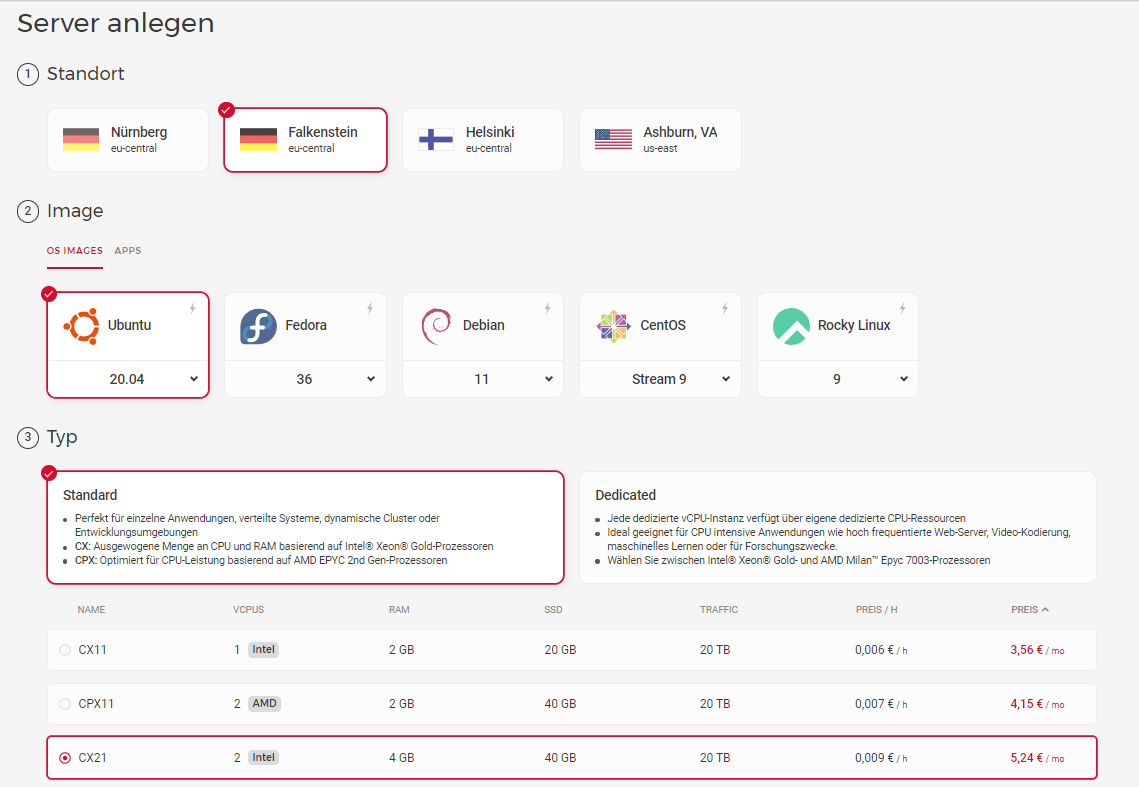 Server anlegen
1 Standort
Nürnberg
eu-central
Falkenstein
eu-central
Helsinki
eu-central
Ashburn, VA
us-east
2 Image
OS IMAGES APPS
Ubuntu
20.04
Fedora
36
Debian
11
CentOS
Stream 9
Rocky Linux
9
3 Typ
Standard
Perfekt für einzelne Anwendungen, verteilte Systeme, dynamische Cluster oder
Entwicklungsumgebungen
CX: Ausgewogene Menge an CPU und RAM basierend auf Intel® Xeon® Gold-Prozessoren
CPX: Optimiert für CPU-Leistung basierend auf AMD EPYC 2nd Gen-Prozessoren
Dedicated
Jede dedizierte vCPU-Instanz verfügt über eigene dedizierte CPU-Ressourcen
Ideal geeignet für CPU intensive Anwendungen wie hoch frequentierte Web-Server, Video-Kodierung,
maschinelles Lernen oder für Forschungszwecke.
Wählen Sie zwischen Intel® Xeon® Gold- und AMD Milan™ Epyc 7003-Prozessoren
NAME VCPUS RAM SSD TRAFFIC PREIS / H PREIS
CX11 1 Intel 2 GB 20 GB 20 TB 0,006 € / h 3,56 € / mo
CPX11 2 AMD 2 GB 40 GB 20 TB 0,007 € / h 4,15 € / mo
CX21 2 Intel 4 GB 40 GB 20 TB 0,009 € / h 5,24 € / mo